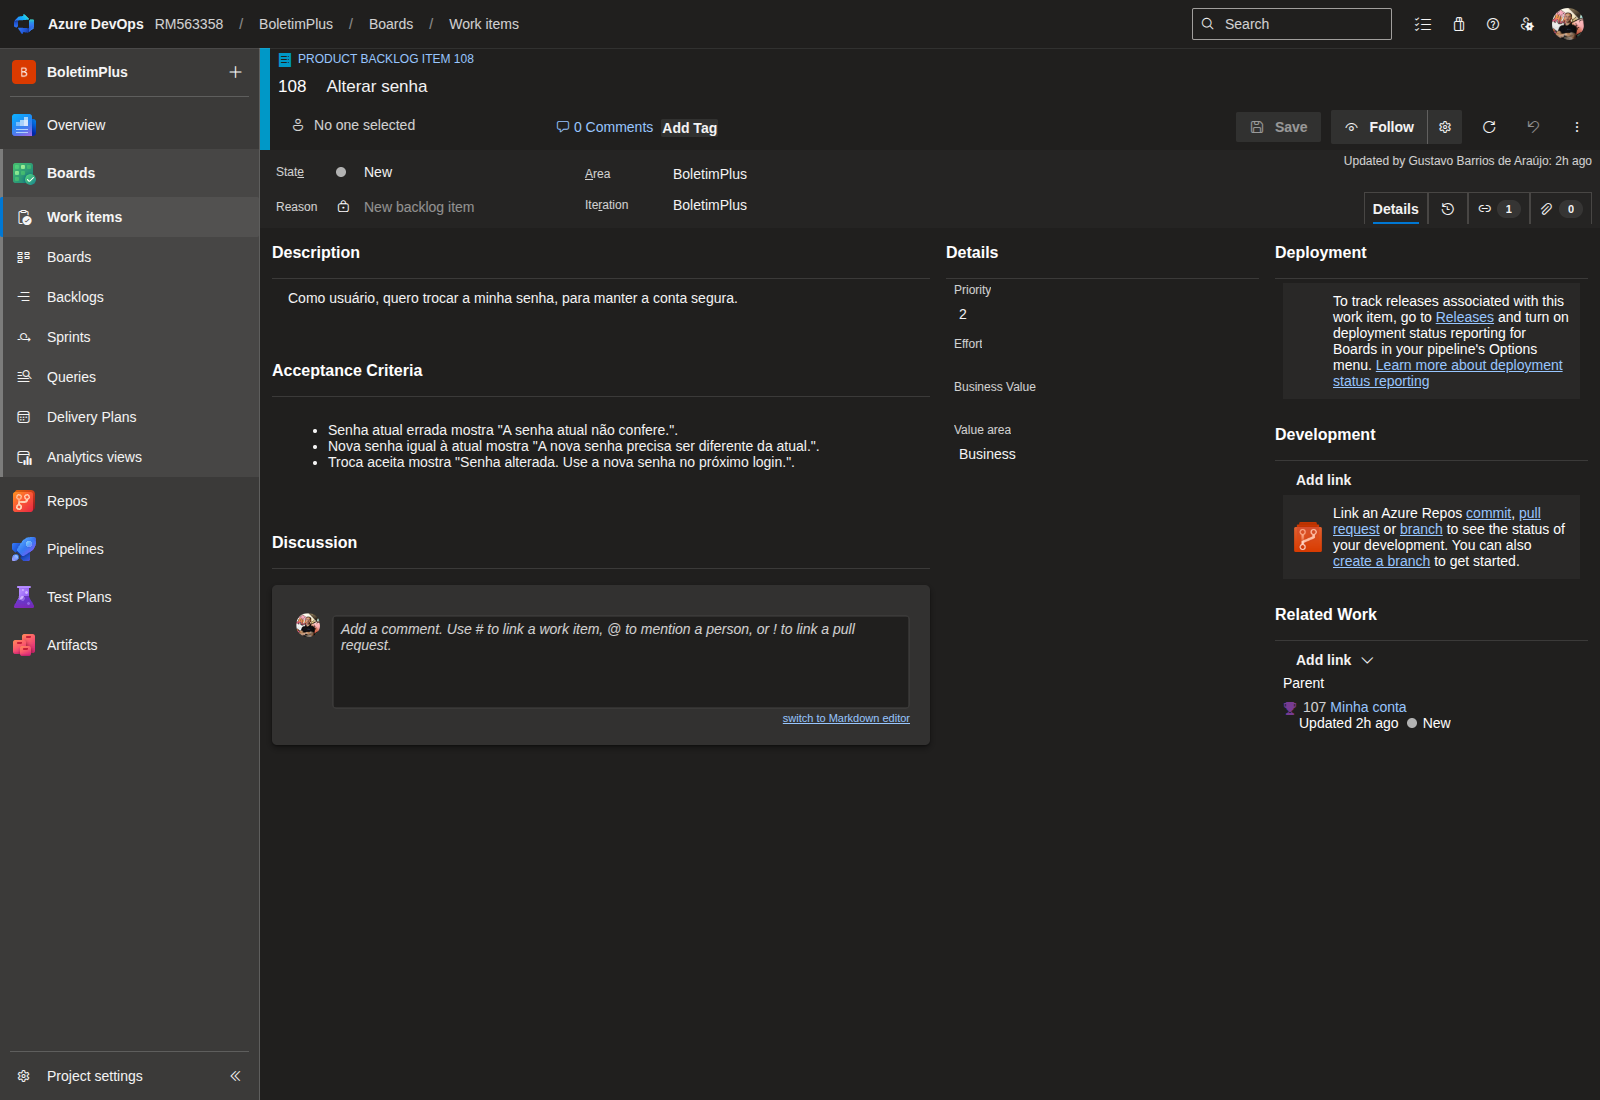 Azure DevOps RM563358 / BoletimPlus / Boards / Work items
Search
B BoletimPlus
Overview
Boards
Work items
Boards
Backlogs
Sprints
Queries
Delivery Plans
Analytics views
Repos
Pipelines
Test Plans
Artifacts
Project settings
PRODUCT BACKLOG ITEM 108
108 Alterar senha
No one selected
0 Comments Add Tag
Save
Follow
State New
Reason New backlog item
Area BoletimPlus
Iteration BoletimPlus
Updated by Gustavo Barrios de Araújo: 2h ago
Details 1 0
Description
Como usuário, quero trocar a minha senha, para manter a conta segura.
Acceptance Criteria
• Senha atual errada mostra "A senha atual não confere.".
• Nova senha igual à atual mostra "A nova senha precisa ser diferente da atual.".
• Troca aceita mostra "Senha alterada. Use a nova senha no próximo login.".
Discussion
Add a comment. Use # to link a work item, @ to mention a person, or ! to link a pull
request.
switch to Markdown editor
Details
Priority
2
Effort
Business Value
Value area
Business
Deployment
To track releases associated with this
work item, go to Releases and turn on
deployment status reporting for
Boards in your pipeline's Options
menu. Learn more about deployment
status reporting
Development
Add link
Link an Azure Repos commit, pull
request or branch to see the status of
your development. You can also
create a branch to get started.
Related Work
Add link
Parent
107 Minha conta
Updated 2h ago New